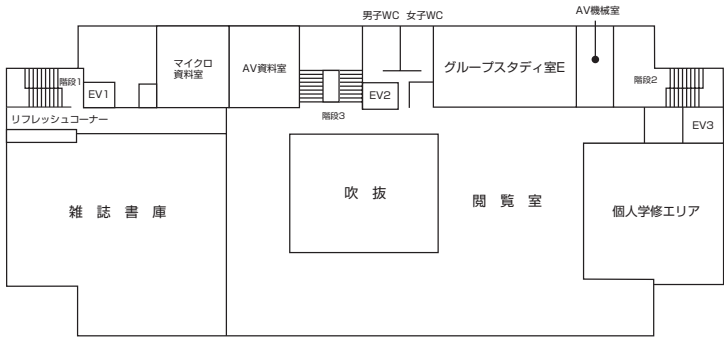 男子WC 女子WC
AV機械室
マイクロ
資料室
AV資料室
グループスタディ室E
階段1
EV1
EV2
階段2
階段3
リフレッシュコーナー
EV3
吹 抜
閲 覧 室
雑 誌 書 庫
個人学修エリア